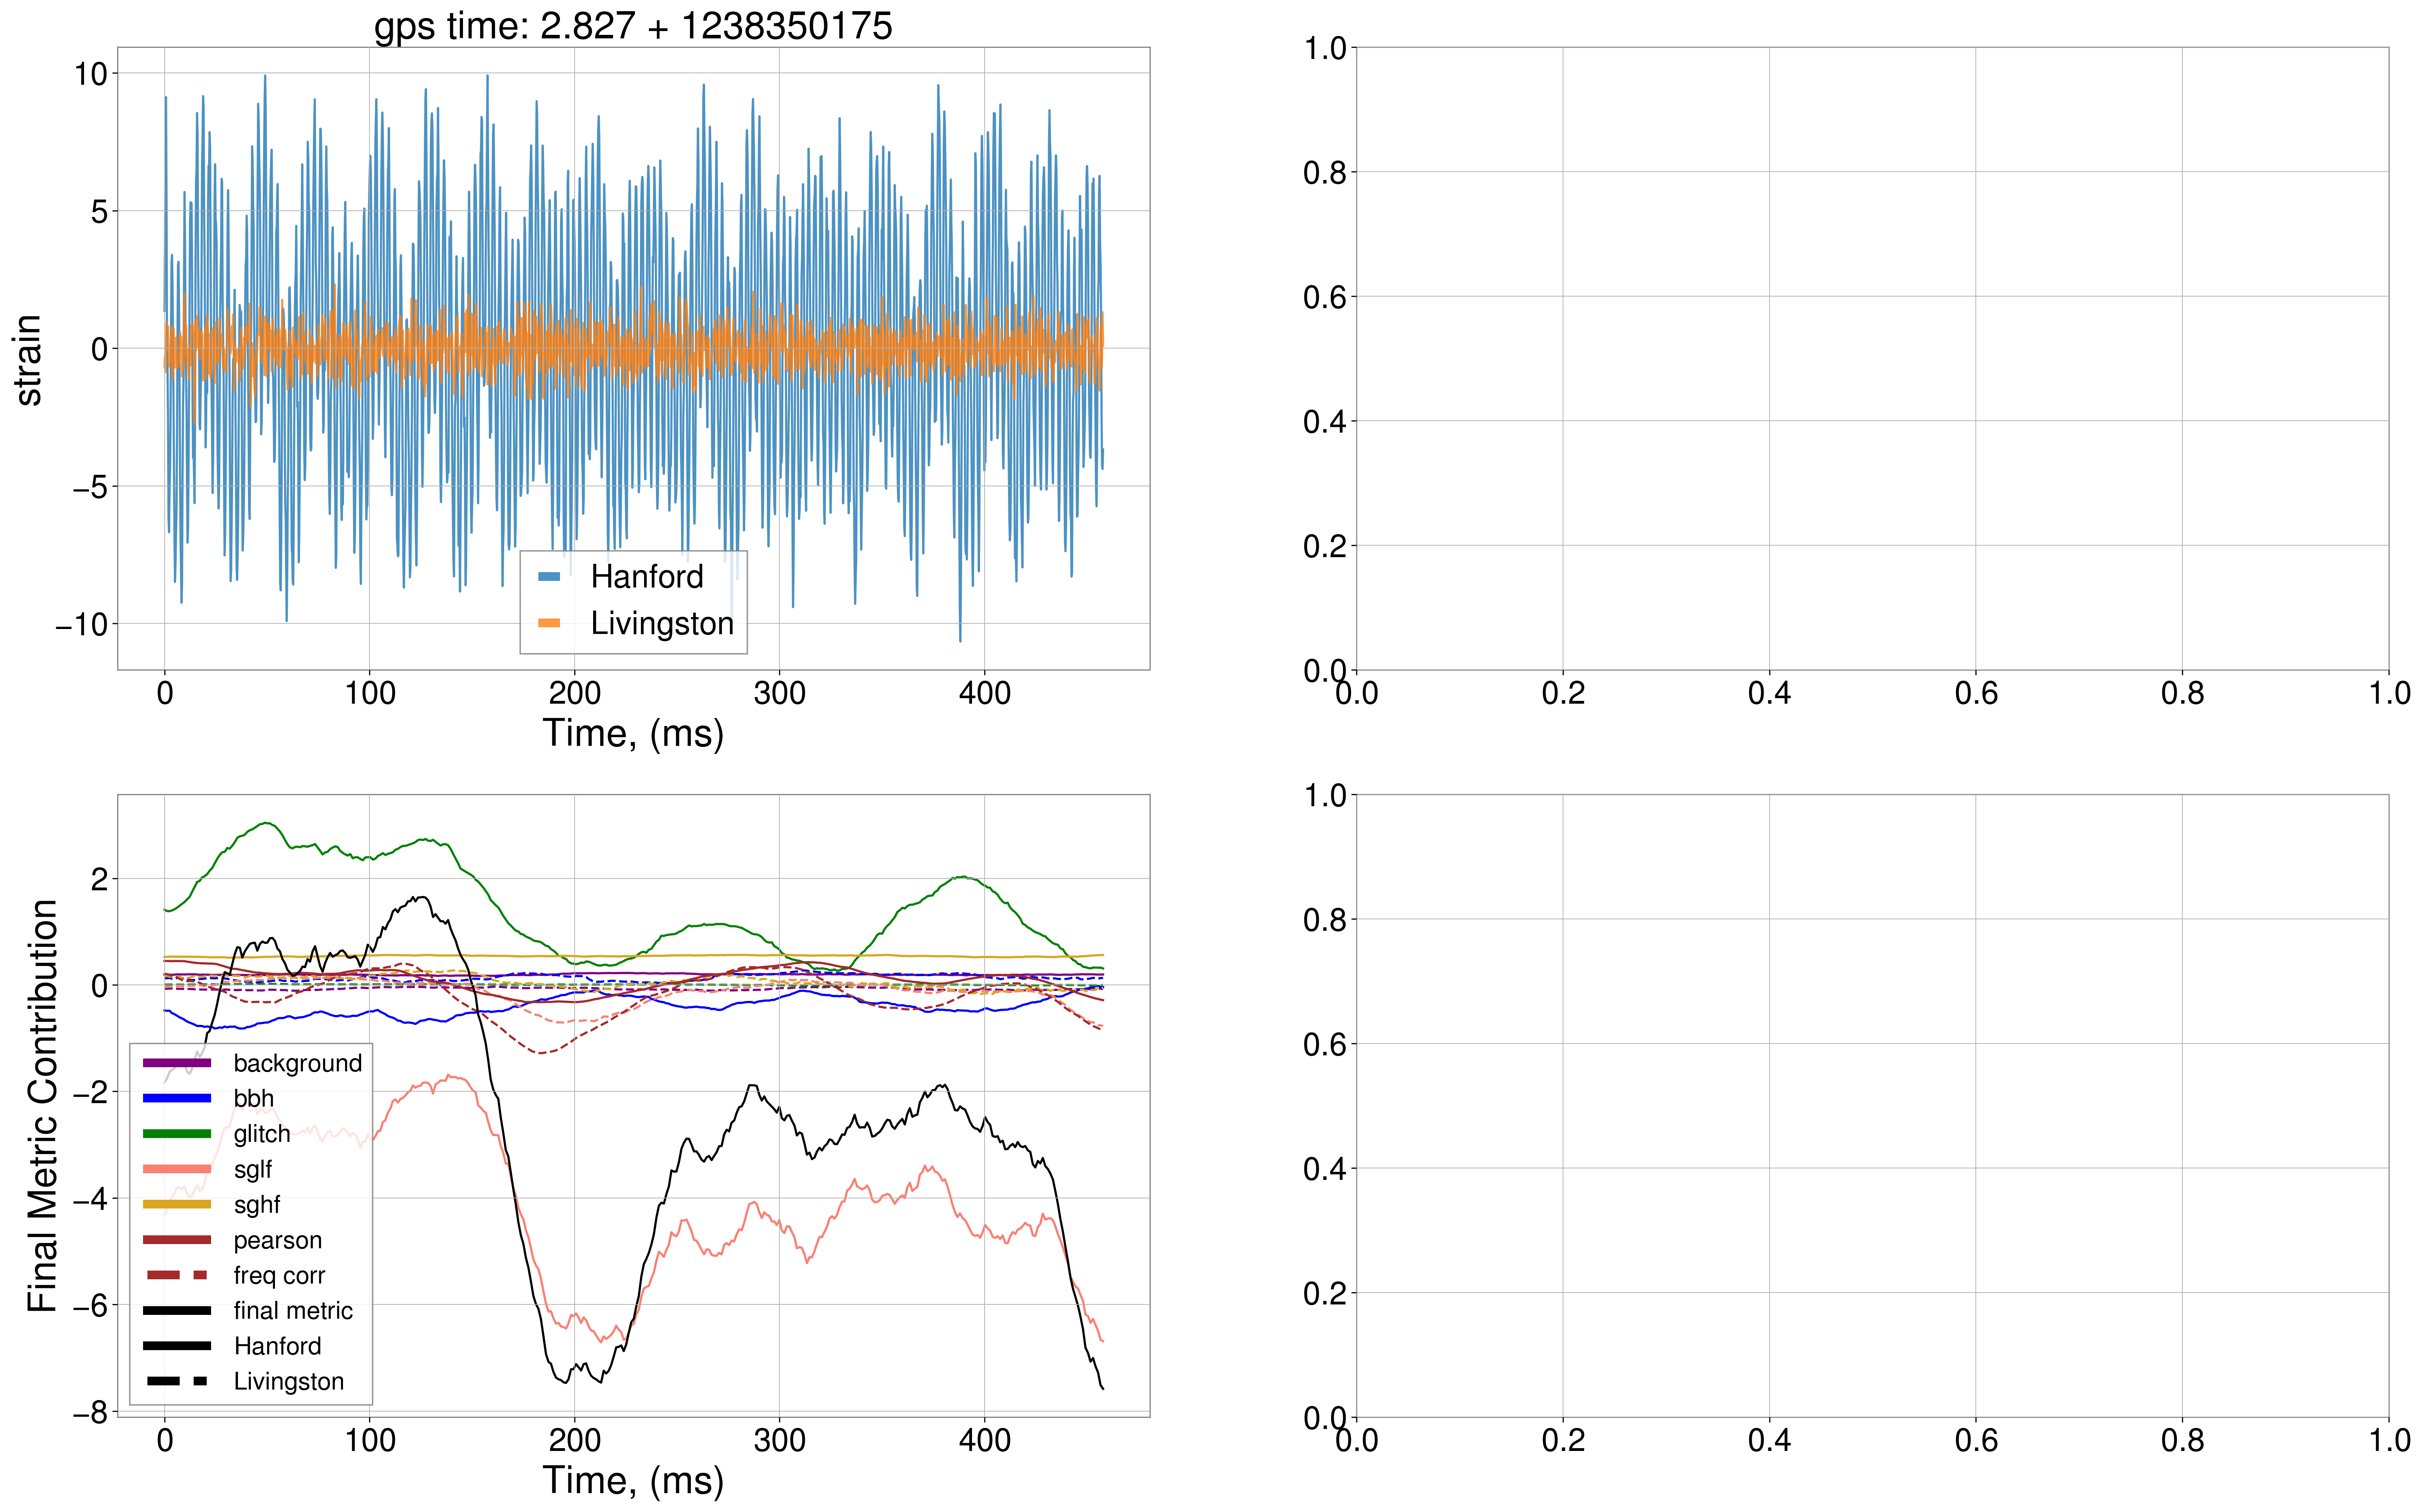 gps time: 2.827 + 1238350175
10
5
0
−5
−10
strain
Hanford
Livingston
0 100 200 300 400
Time, (ms)
1.0
0.8
0.6
0.4
0.2
0.0
0.0 0.2 0.4 0.6 0.8 1.0
2
0
−2
−4
−6
−8
Final Metric Contribution
background
bbh
glitch
sglf
sghf
pearson
freq corr
final metric
Hanford
Livingston
0 100 200 300 400
Time, (ms)
1.0
0.8
0.6
0.4
0.2
0.0
0.0 0.2 0.4 0.6 0.8 1.0